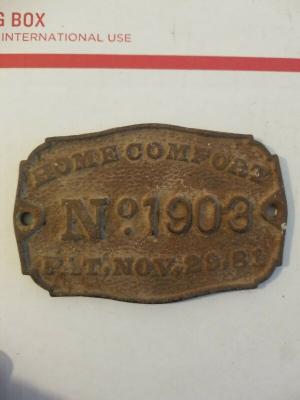 G BOX
INTERNATIONAL USE
HOME COMFORT
No. 1903
PAT. NOV. 29. 81